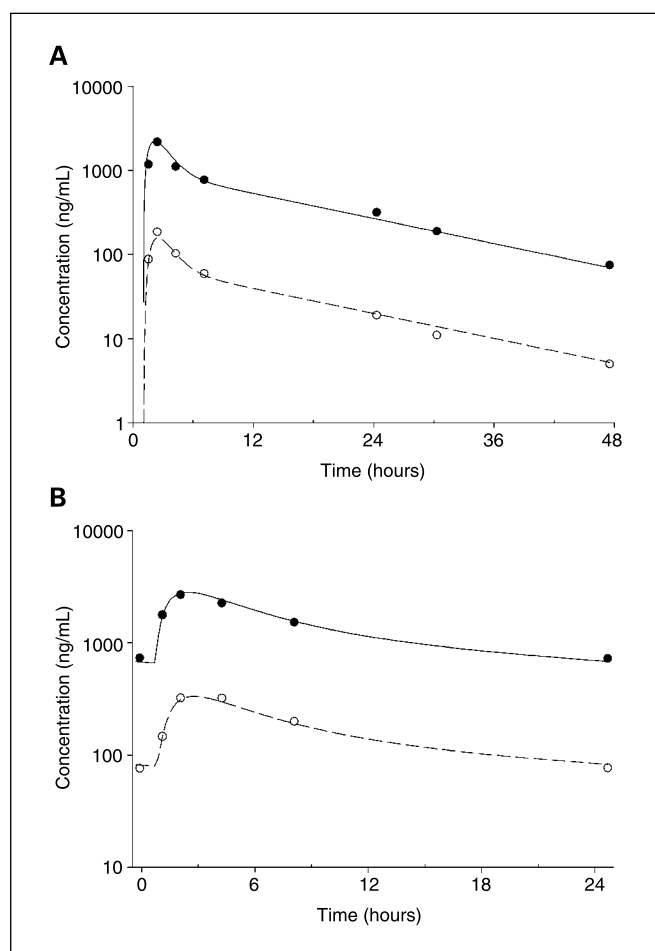 A
10000
1000
100
10
1
Concentration (ng/mL)
0 12 24 36 48
Time (hours)
B
10000
1000
100
10
Concentration (ng/mL)
0 6 12 18 24
Time (hours)